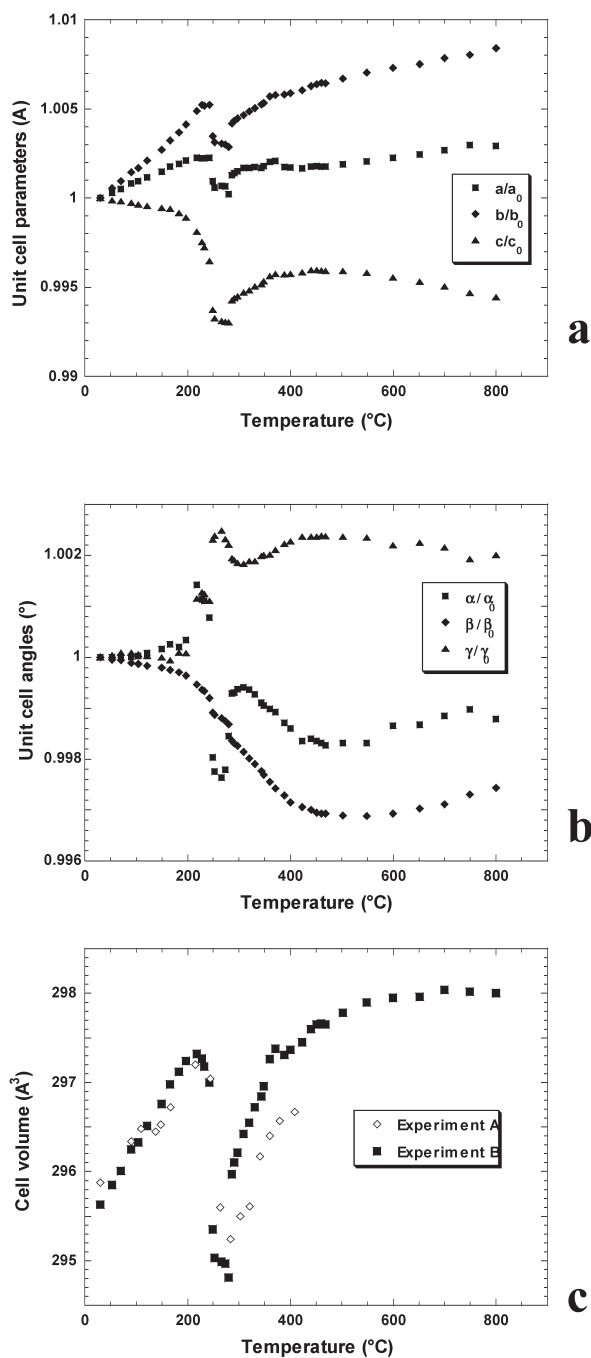 1.01
1.005
1
0.995
0.99
0
200
400
600
800
Unit cell parameters (A)
Temperature (°C)
a/a0
b/b0
c/c0
a
1.002
1
0.998
0.996
0
200
400
600
800
Unit cell angles (°)
Temperature (°C)
α/α0
β/β0
γ/γ0
b
298
297
296
295
0
200
400
600
800
Cell volume (A³)
Temperature (°C)
Experiment A
Experiment B
c